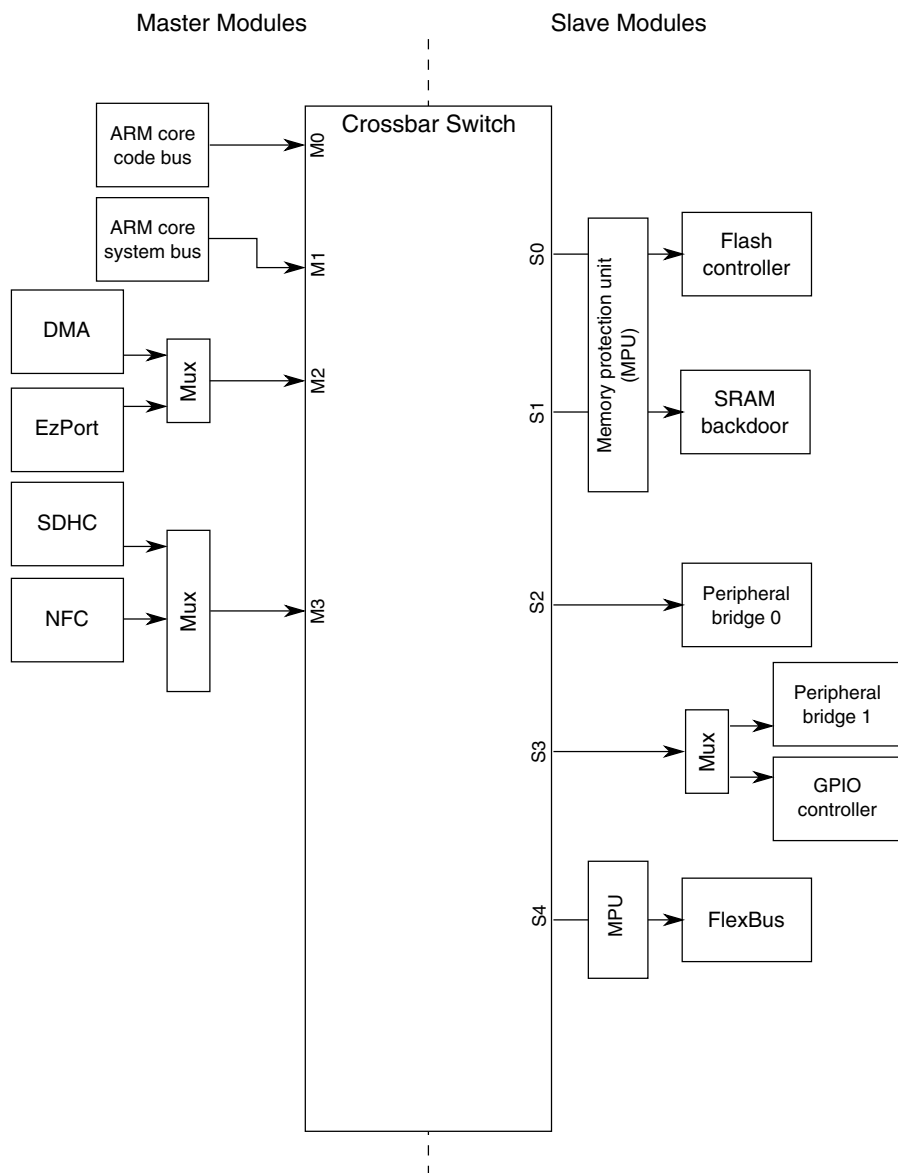 Master Modules
Slave Modules
Crossbar Switch
ARM core
code bus
M0
ARM core
system bus
M1
DMA
EzPort
Mux
M2
SDHC
NFC
Mux
M3
S0
S1
Memory protection unit
(MPU)
Flash
controller
SRAM
backdoor
S2
Peripheral
bridge 0
S3
Mux
Peripheral
bridge 1
GPIO
controller
S4
MPU
FlexBus